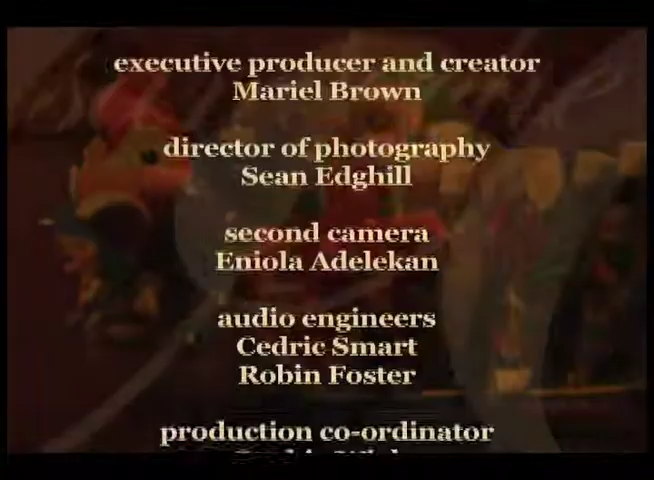 executive producer and creator
Mariel Brown
director of photography
Sean Edghill
second camera
Eniola Adelekan
audio engineers
Cedric Smart
Robin Foster
production co-ordinator